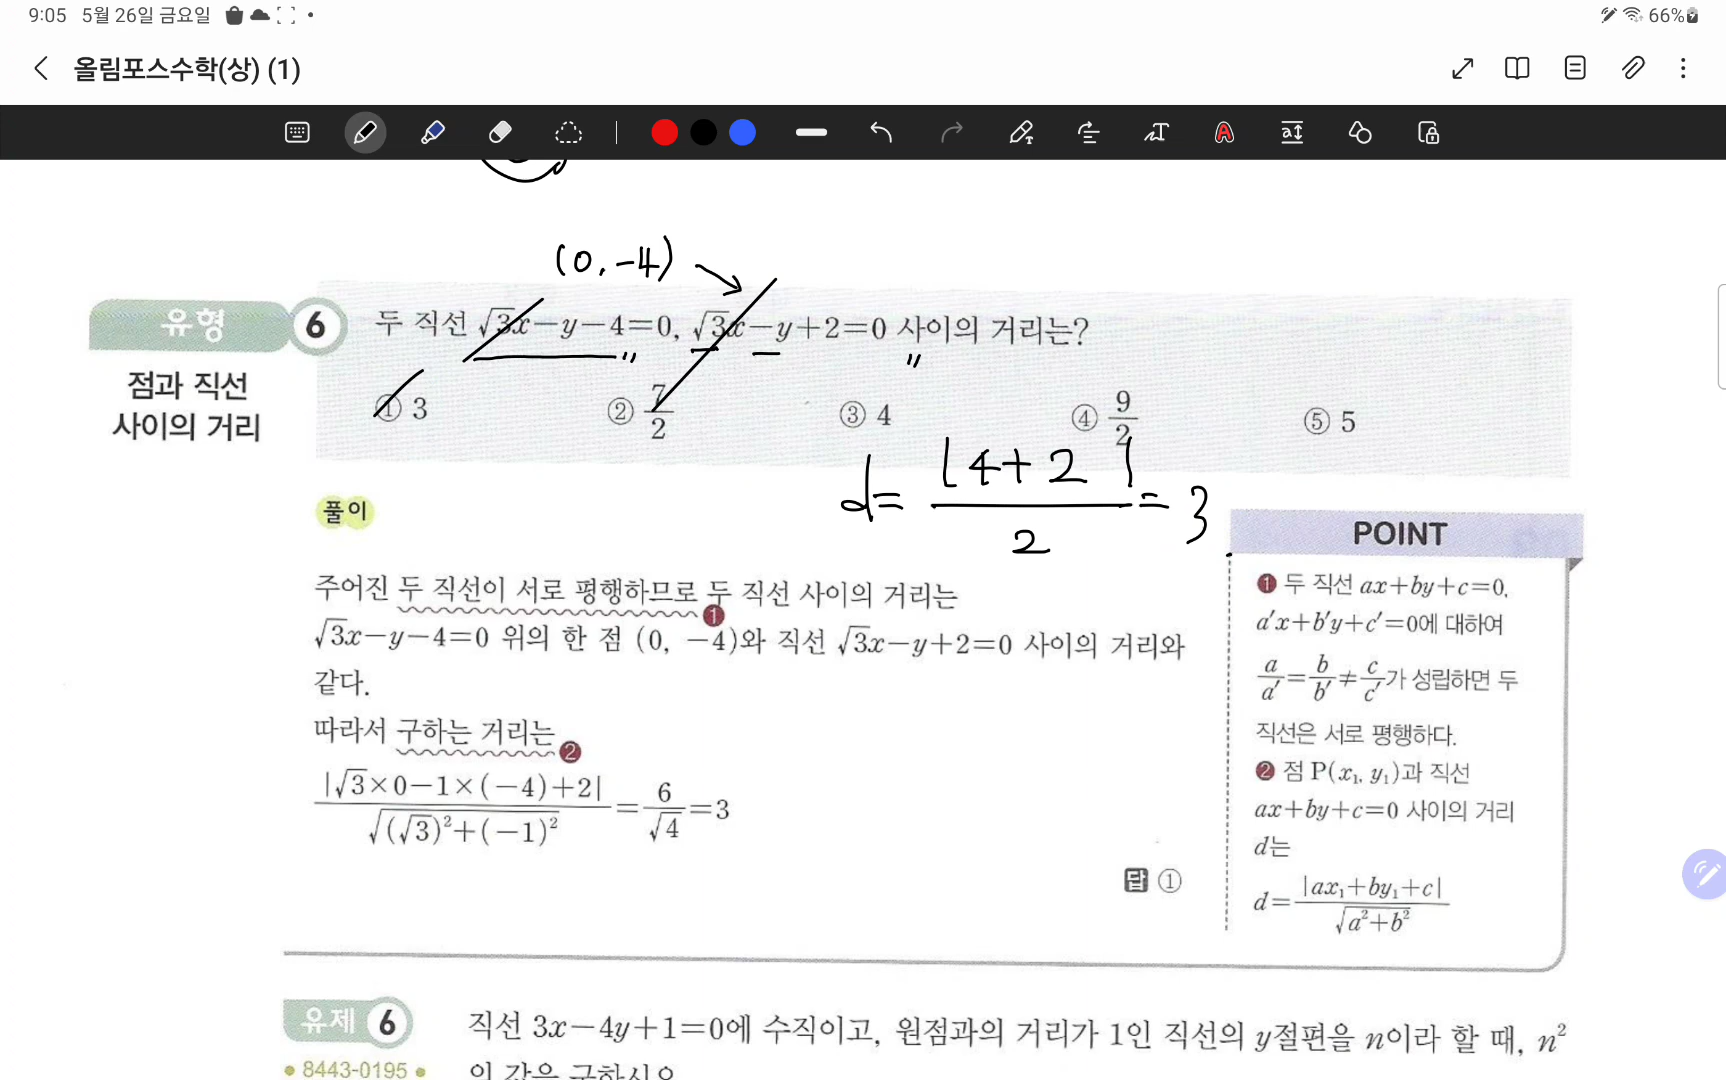 9:05 5월 26일 금요일
66%
올림포스수학(상) (1)
(0, -4)
유형 6
두 직선 √3x-y-4=0, √3x-y+2=0 사이의 거리는?
점과 직선
사이의 거리
① 3 ② 7/2 ③ 4 ④ 9/2 ⑤ 5
d= |4+2|/2 = 3
풀이
주어진 두 직선이 서로 평행하므로 두 직선 사이의 거리는
❶
√3x-y-4=0 위의 한 점 (0, -4)와 직선 √3x-y+2=0 사이의 거리와
같다.
따라서 구하는 거리는
❷
|√3×0-1×(-4)+2|/√((√3)²+(-1)²) = 6/√4 = 3
답 ①
POINT
❶ 두 직선 ax+by+c=0,
a′x+b′y+c′=0에 대하여
a/a′=b/b′≠c/c′가 성립하면 두
직선은 서로 평행하다.
❷ 점 P(x₁, y₁)과 직선
ax+by+c=0 사이의 거리
d는
d=|ax₁+by₁+c|/√(a²+b²)
유제 6
직선 3x-4y+1=0에 수직이고, 원점과의 거리가 1인 직선의 y절편을 n이라 할 때, n²
• 8443-0195 •
의 값을 구하시오